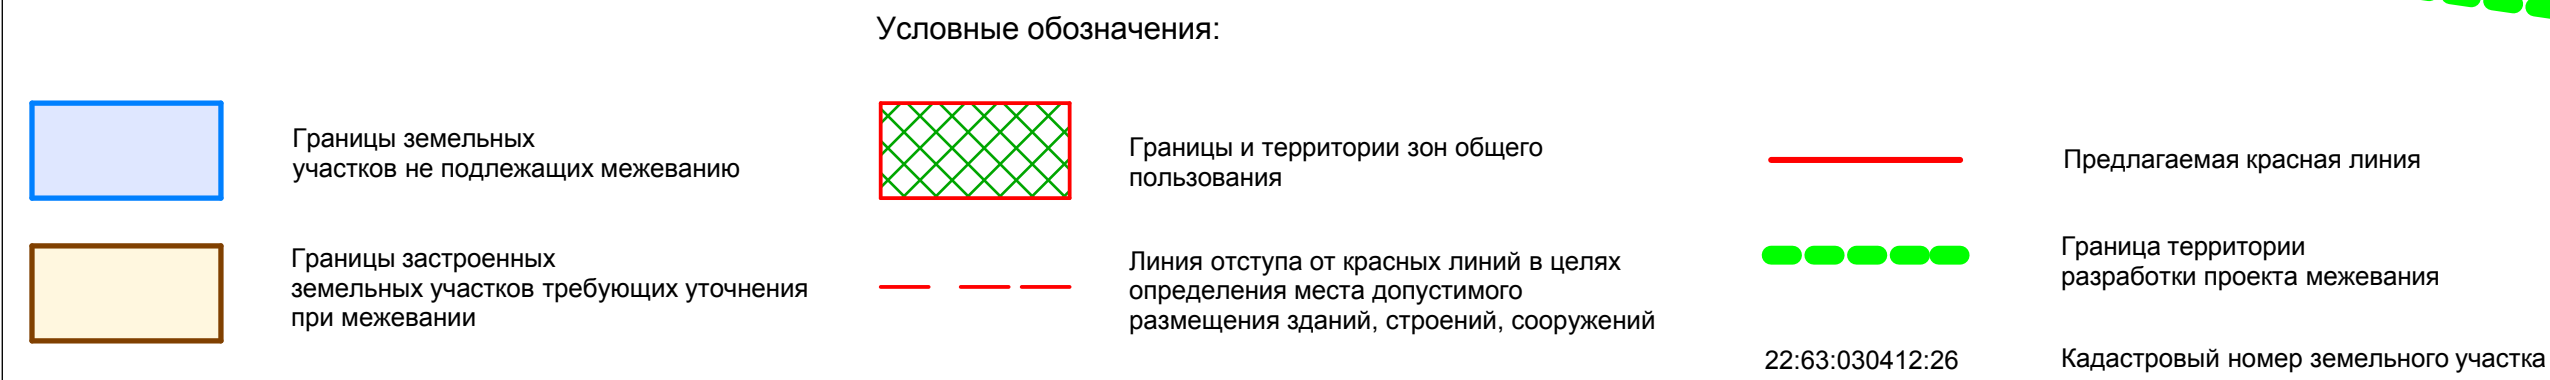 Условные обозначения:
Границы земельных
участков не подлежащих межеванию
Границы застроенных
земельных участков требующих уточнения
при межевании
Границы и территории зон общего
пользования
Линия отступа от красных линий в целях
определения места допустимого
размещения зданий, строений, сооружений
Предлагаемая красная линия
Граница территории
разработки проекта межевания
22:63:030412:26 Кадастровый номер земельного участка